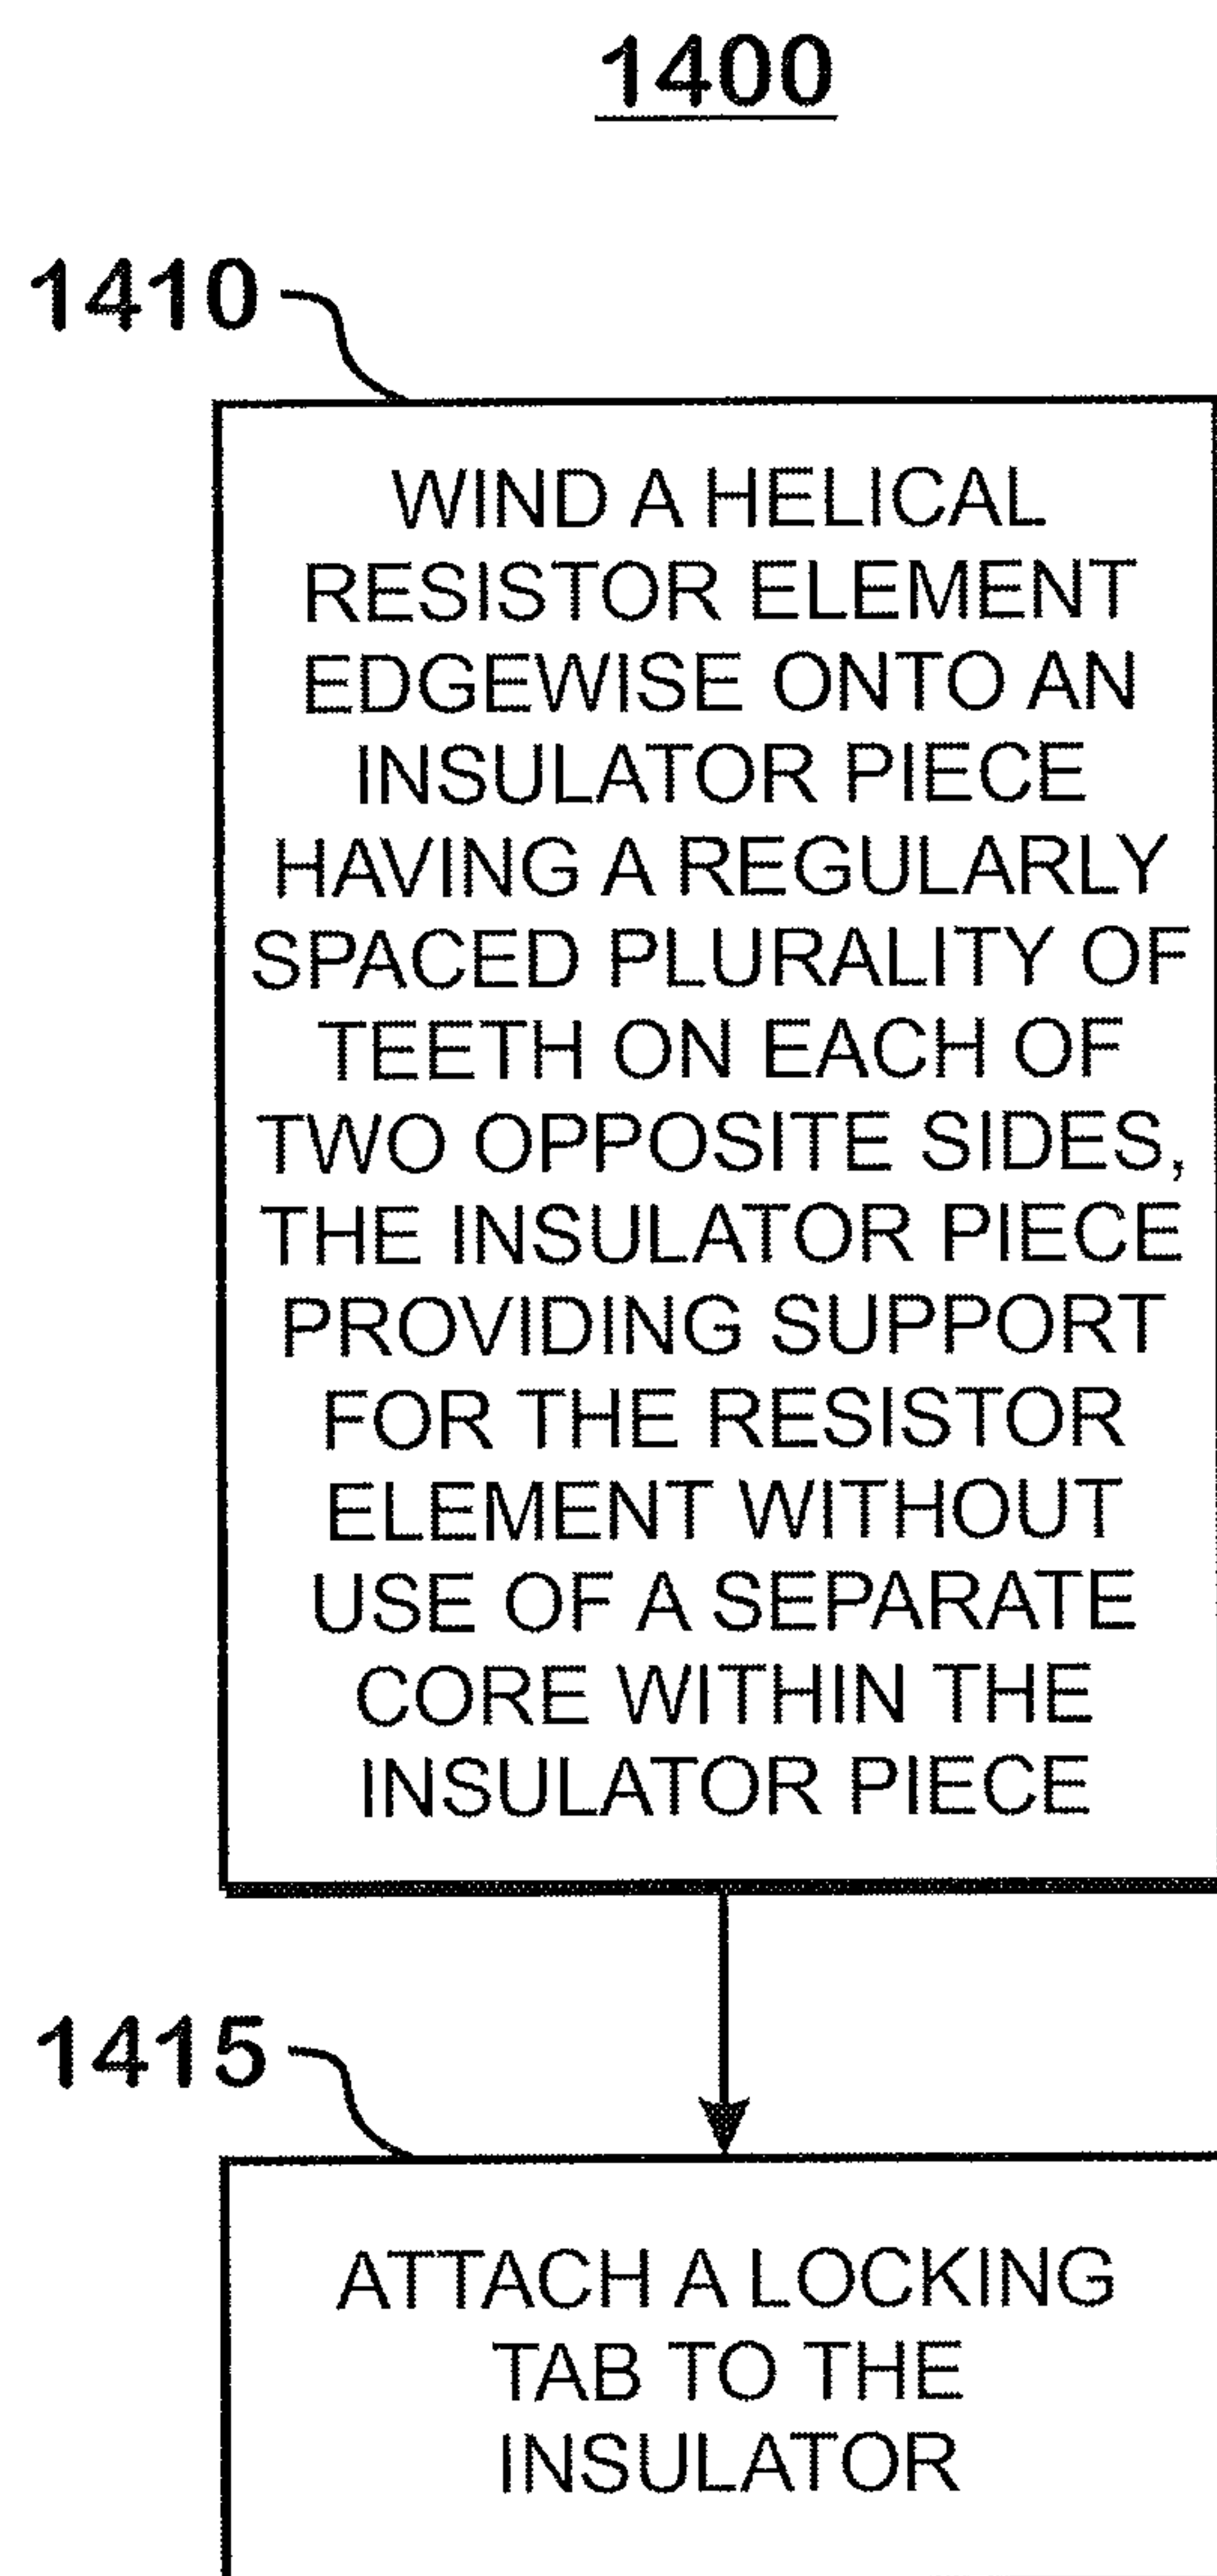 1400
1410
WIND A HELICAL
RESISTOR ELEMENT
EDGEWISE ONTO AN
INSULATOR PIECE
HAVING A REGULARLY
SPACED PLURALITY OF
TEETH ON EACH OF
TWO OPPOSITE SIDES,
THE INSULATOR PIECE
PROVIDING SUPPORT
FOR THE RESISTOR
ELEMENT WITHOUT
USE OF A SEPARATE
CORE WITHIN THE
INSULATOR PIECE
1415
ATTACH A LOCKING
TAB TO THE
INSULATOR